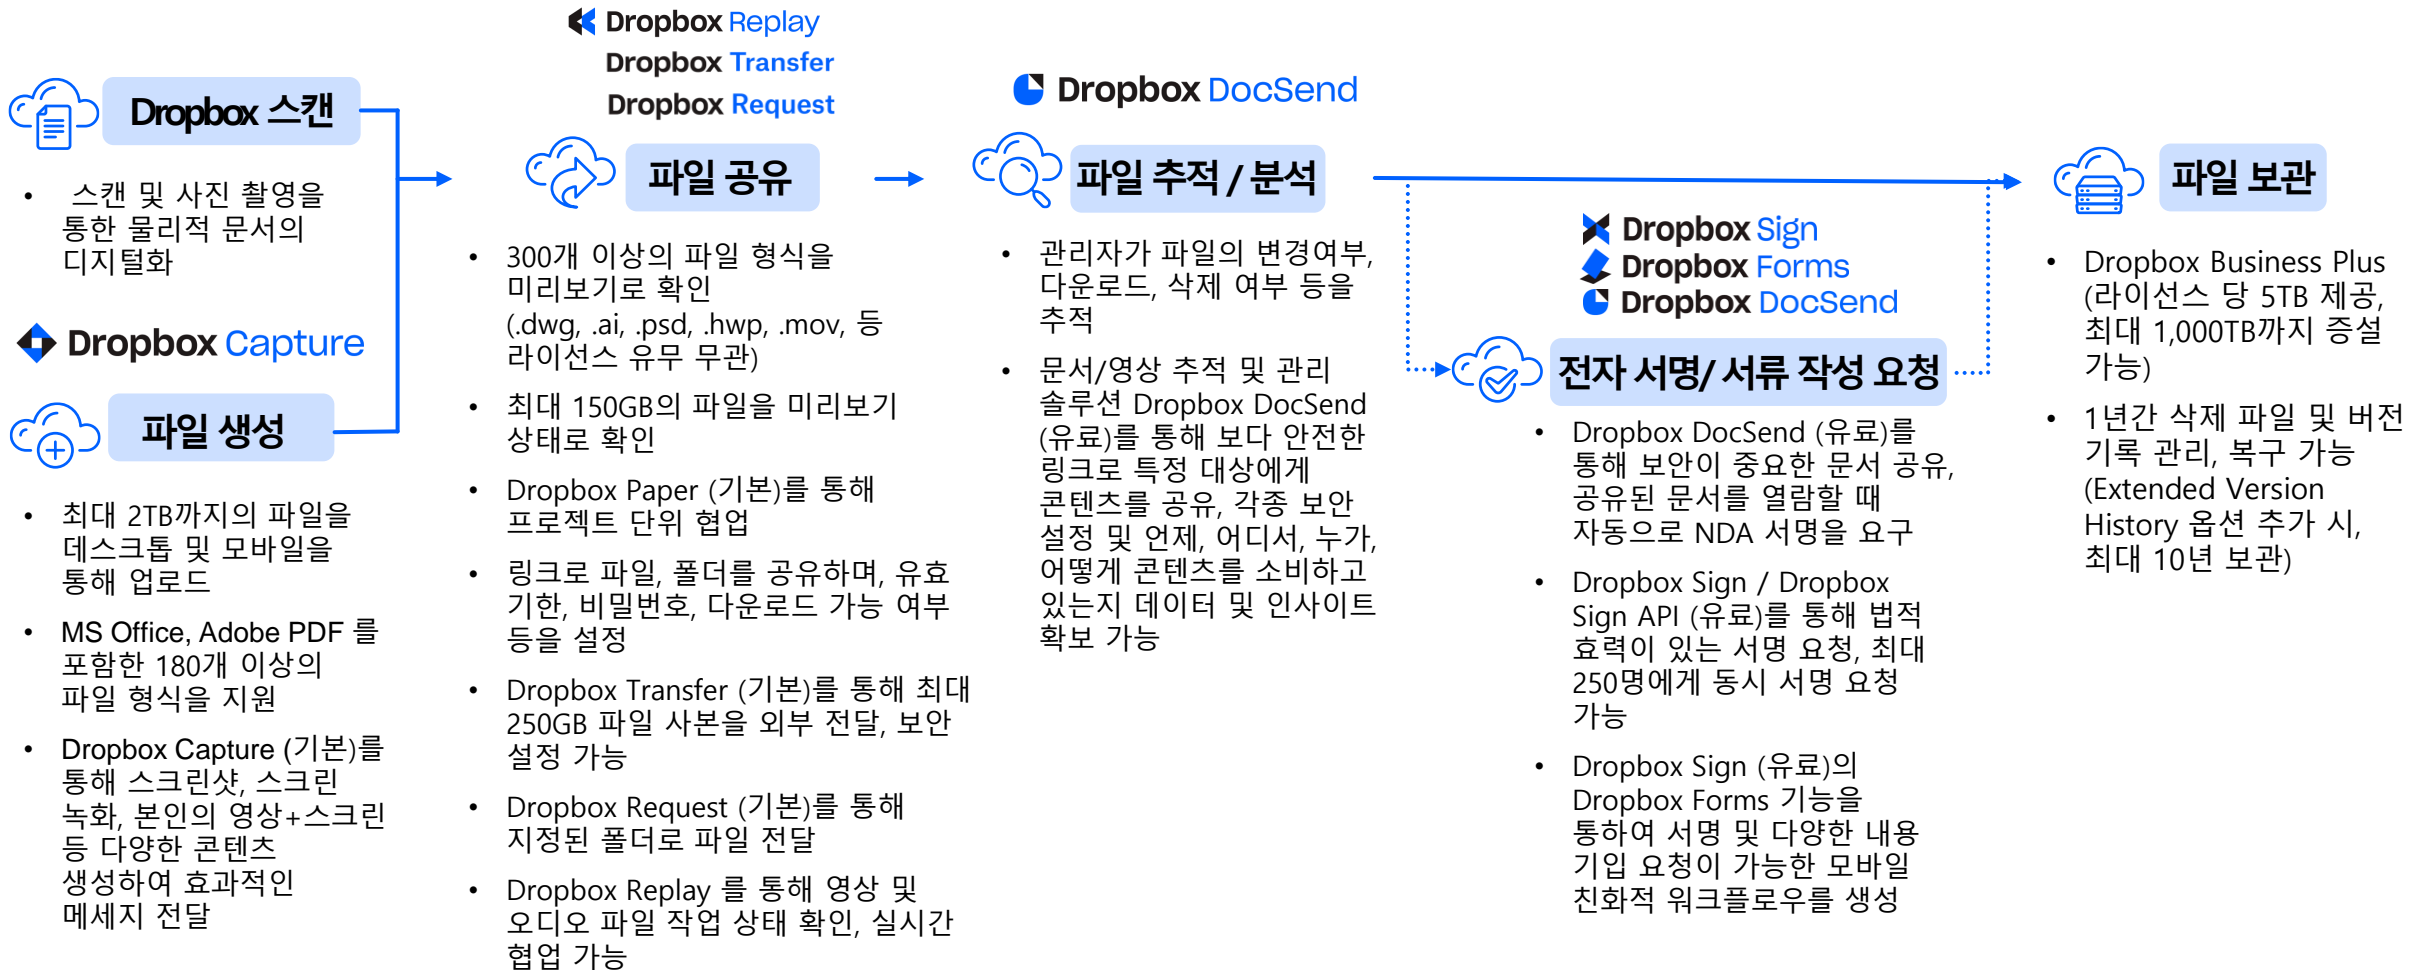 Dropbox 스캔
• 스캔 및 사진 촬영을
통한 물리적 문서의
디지털화
Dropbox Capture
파일 생성
• 최대 2TB까지의 파일을
데스크톱 및 모바일을
통해 업로드
• MS Office, Adobe PDF 를
포함한 180개 이상의
파일 형식을 지원
• Dropbox Capture (기본)를
통해 스크린샷, 스크린
녹화, 본인의 영상+스크린
등 다양한 콘텐츠
생성하여 효과적인
메세지 전달
Dropbox Replay
Dropbox Transfer
Dropbox Request
파일 공유
• 300개 이상의 파일 형식을
미리보기로 확인
(.dwg, .ai, .psd, .hwp, .mov, 등
라이선스 유무 무관)
• 최대 150GB의 파일을 미리보기
상태로 확인
• Dropbox Paper (기본)를 통해
프로젝트 단위 협업
• 링크로 파일, 폴더를 공유하며, 유효
기한, 비밀번호, 다운로드 가능 여부
등을 설정
• Dropbox Transfer (기본)를 통해 최대
250GB 파일 사본을 외부 전달, 보안
설정 가능
• Dropbox Request (기본)를 통해
지정된 폴더로 파일 전달
• Dropbox Replay 를 통해 영상 및
오디오 파일 작업 상태 확인, 실시간
협업 가능
Dropbox DocSend
파일 추적 / 분석
• 관리자가 파일의 변경여부,
다운로드, 삭제 여부 등을
추적
• 문서/영상 추적 및 관리
솔루션 Dropbox DocSend
(유료)를 통해 보다 안전한
링크로 특정 대상에게
콘텐츠를 공유, 각종 보안
설정 및 언제, 어디서, 누가,
어떻게 콘텐츠를 소비하고
있는지 데이터 및 인사이트
확보 가능
Dropbox Sign
Dropbox Forms
Dropbox DocSend
전자 서명/ 서류 작성 요청
• Dropbox DocSend (유료)를
통해 보안이 중요한 문서 공유,
공유된 문서를 열람할 때
자동으로 NDA 서명을 요구
• Dropbox Sign / Dropbox
Sign API (유료)를 통해 법적
효력이 있는 서명 요청, 최대
250명에게 동시 서명 요청
가능
• Dropbox Sign (유료)의
Dropbox Forms 기능을
통하여 서명 및 다양한 내용
기입 요청이 가능한 모바일
친화적 워크플로우를 생성
파일 보관
• Dropbox Business Plus
(라이선스 당 5TB 제공,
최대 1,000TB까지 증설
가능)
• 1년간 삭제 파일 및 버전
기록 관리, 복구 가능
(Extended Version
History 옵션 추가 시,
최대 10년 보관)